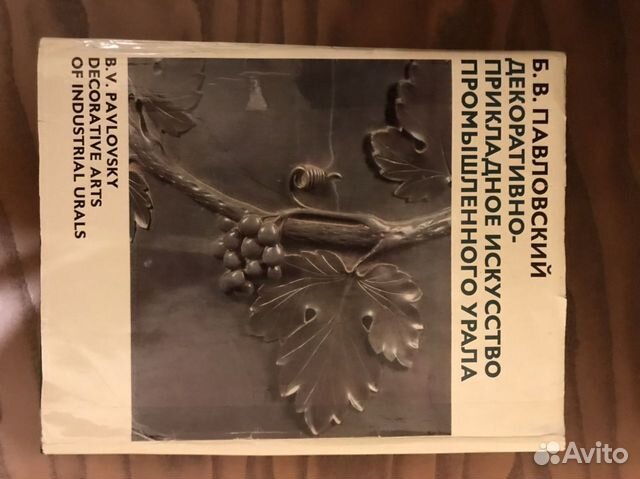 Б. В. ПАВЛОВСКИЙ
ДЕКОРАТИВНО-
ПРИКЛАДНОЕ ИСКУССТВО
ПРОМЫШЛЕННОГО УРАЛА
B. V. PAVLOVSKY
DECORATIVE ARTS
OF INDUSTRIAL URALS
Avito